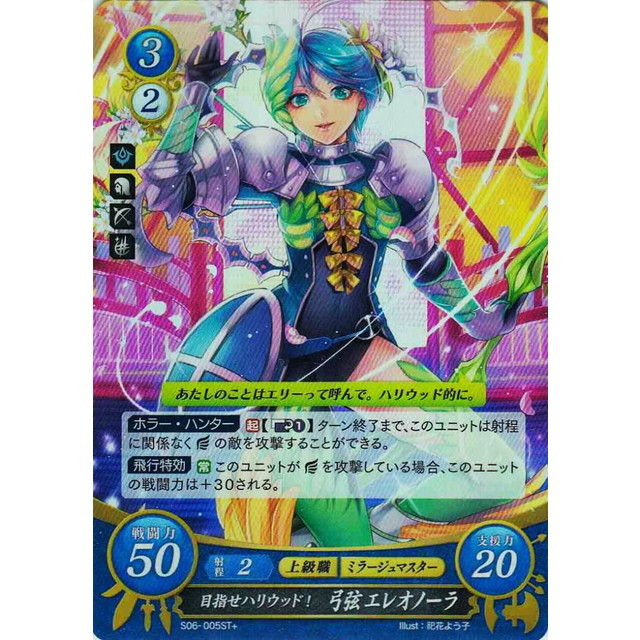 3
2
あたしのことはエリーって呼んで。ハリウッド的に。
ホラー・ハンター 起【 1】ターン終了まで、このユニットは射程
に関係なく の敵を攻撃することができる。
飛行特効 常 このユニットが を攻撃している場合、このユニット
の戦闘力は＋30される。
戦闘力
50
射程 2
上級職
ミラージュマスター
支援力
20
目指せハリウッド！ 弓弦エレオノーラ
S06-005ST+
Illust：祀花よう子